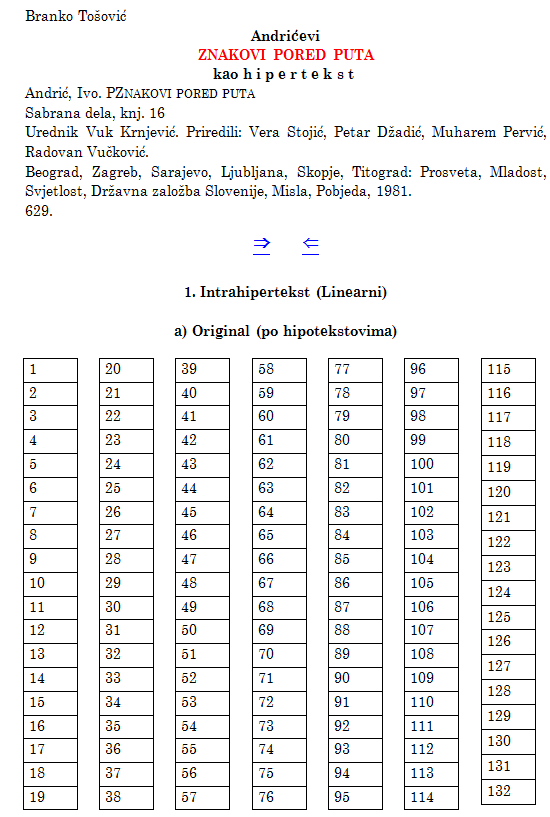 Branko Tošović
Andrićevi
ZNAKOVI PORED PUTA
kao h i p e r t e k s t
Andrić, Ivo. PZNAKOVI PORED PUTA
Sabrana dela, knj. 16
Urednik Vuk Krnjević. Priredili: Vera Stojić, Petar Džadić, Muharem Pervić,
Radovan Vučković.
Beograd, Zagreb, Sarajevo, Ljubljana, Skopje, Titograd: Prosveta, Mladost,
Svjetlost, Državna založba Slovenije, Misla, Pobjeda, 1981.
629.
⇒ ⇐
1. Intrahipertekst (Linearni)
a) Original (po hipotekstovima)
1 20 39 58 77 96 115
2 21 40 59 78 97 116
3 22 41 60 79 98 117
4 23 42 61 80 99 118
5 24 43 62 81 100 119
6 25 44 63 82 101 120
7 26 45 64 83 102 121
8 27 46 65 84 103 122
9 28 47 66 85 104 123
10 29 48 67 86 105 124
11 30 49 68 87 106 125
12 31 50 69 88 107 126
13 32 51 70 89 108 127
14 33 52 71 90 109 128
15 34 53 72 91 110 129
16 35 54 73 92 111 130
17 36 55 74 93 112 131
18 37 56 75 94 113 132
19 38 57 76 95 114